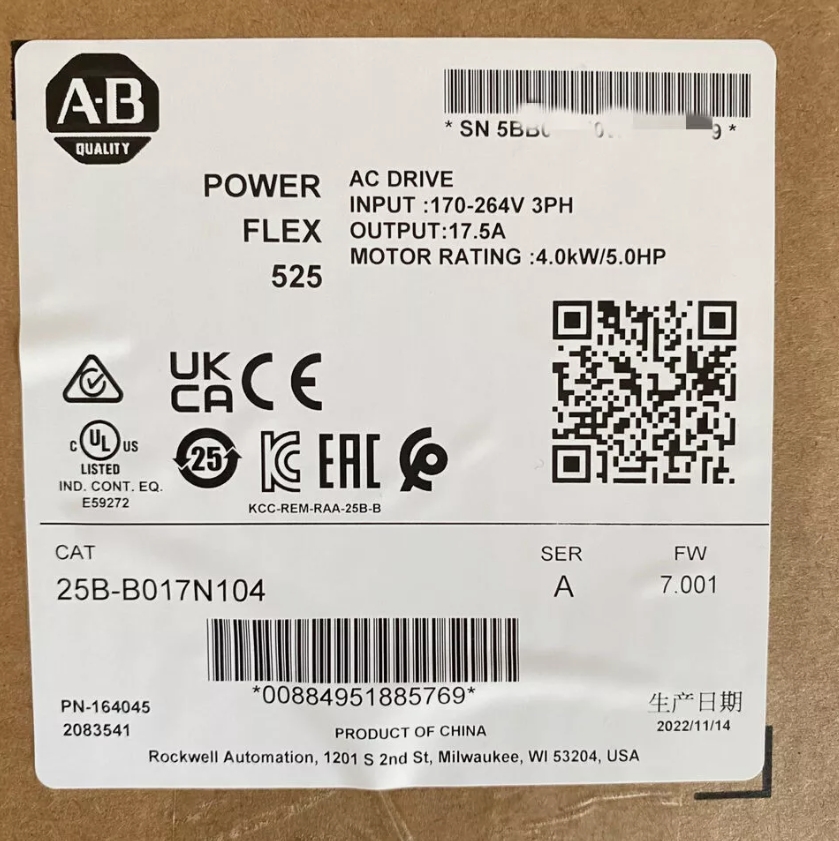 A-B
QUALITY
* SN 5BB
9 *
POWER
FLEX
525
AC DRIVE
INPUT :170-264V 3PH
OUTPUT:17.5A
MOTOR RATING :4.0kW/5.0HP
UK
CA
CE
C UL US
LISTED
IND. CONT. EQ.
E59272
25
KC
EAC
KCC-REM-RAA-25B-B
CAT
25B-B017N104
SER
A
FW
7.001
*00884951885769*
PN-164045
2083541
生产日期
2022/11/14
PRODUCT OF CHINA
Rockwell Automation, 1201 S 2nd St, Milwaukee, WI 53204, USA